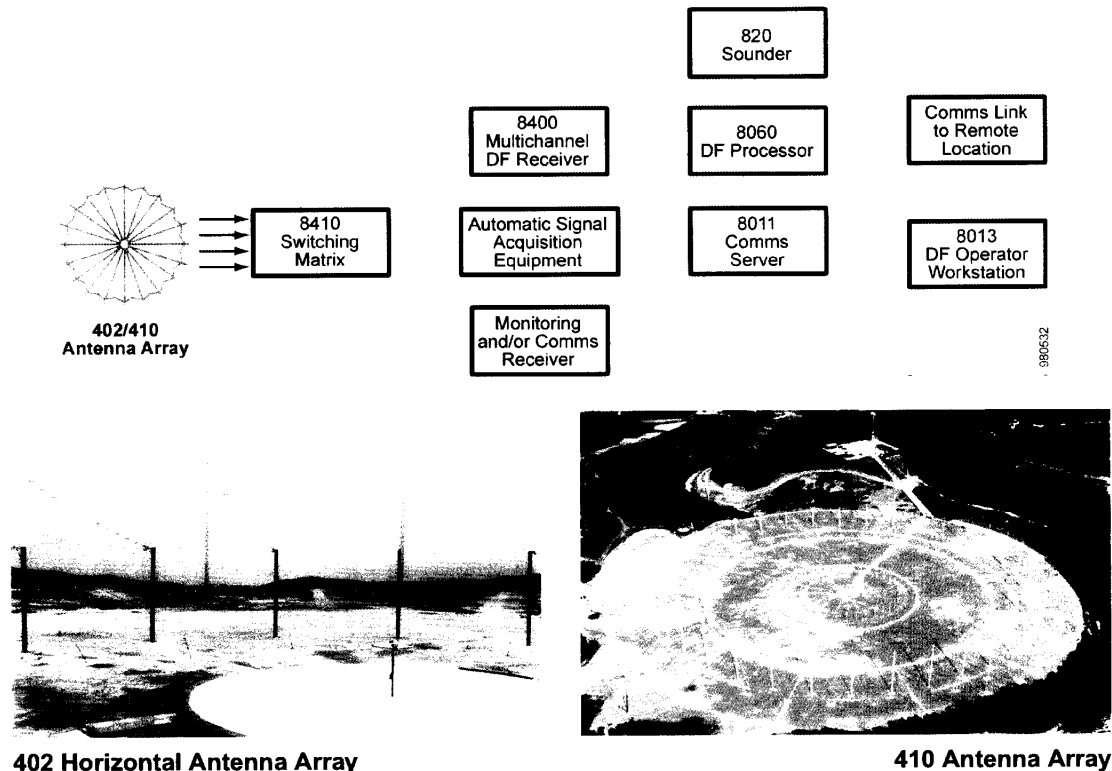 820
Sounder
8400
Multichannel
DF Receiver
8060
DF Processor
Comms Link
to Remote
Location
8410
Switching
Matrix
Automatic Signal
Acquisition
Equipment
8011
Comms
Server
8013
DF Operator
Workstation
402/410
Antenna Array
Monitoring
and/or Comms
Receiver
980532
402 Horizontal Antenna Array
410 Antenna Array